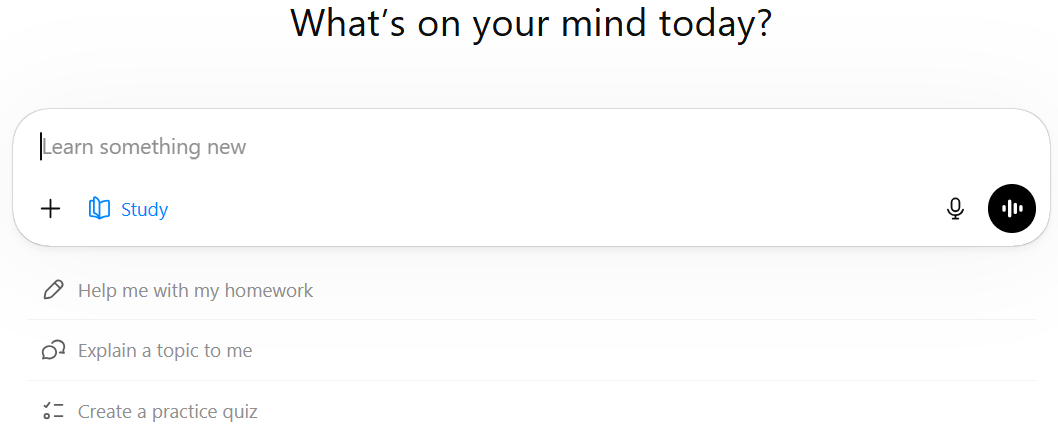 What’s on your mind today?
Learn something new
Study
Help me with my homework
Explain a topic to me
Create a practice quiz